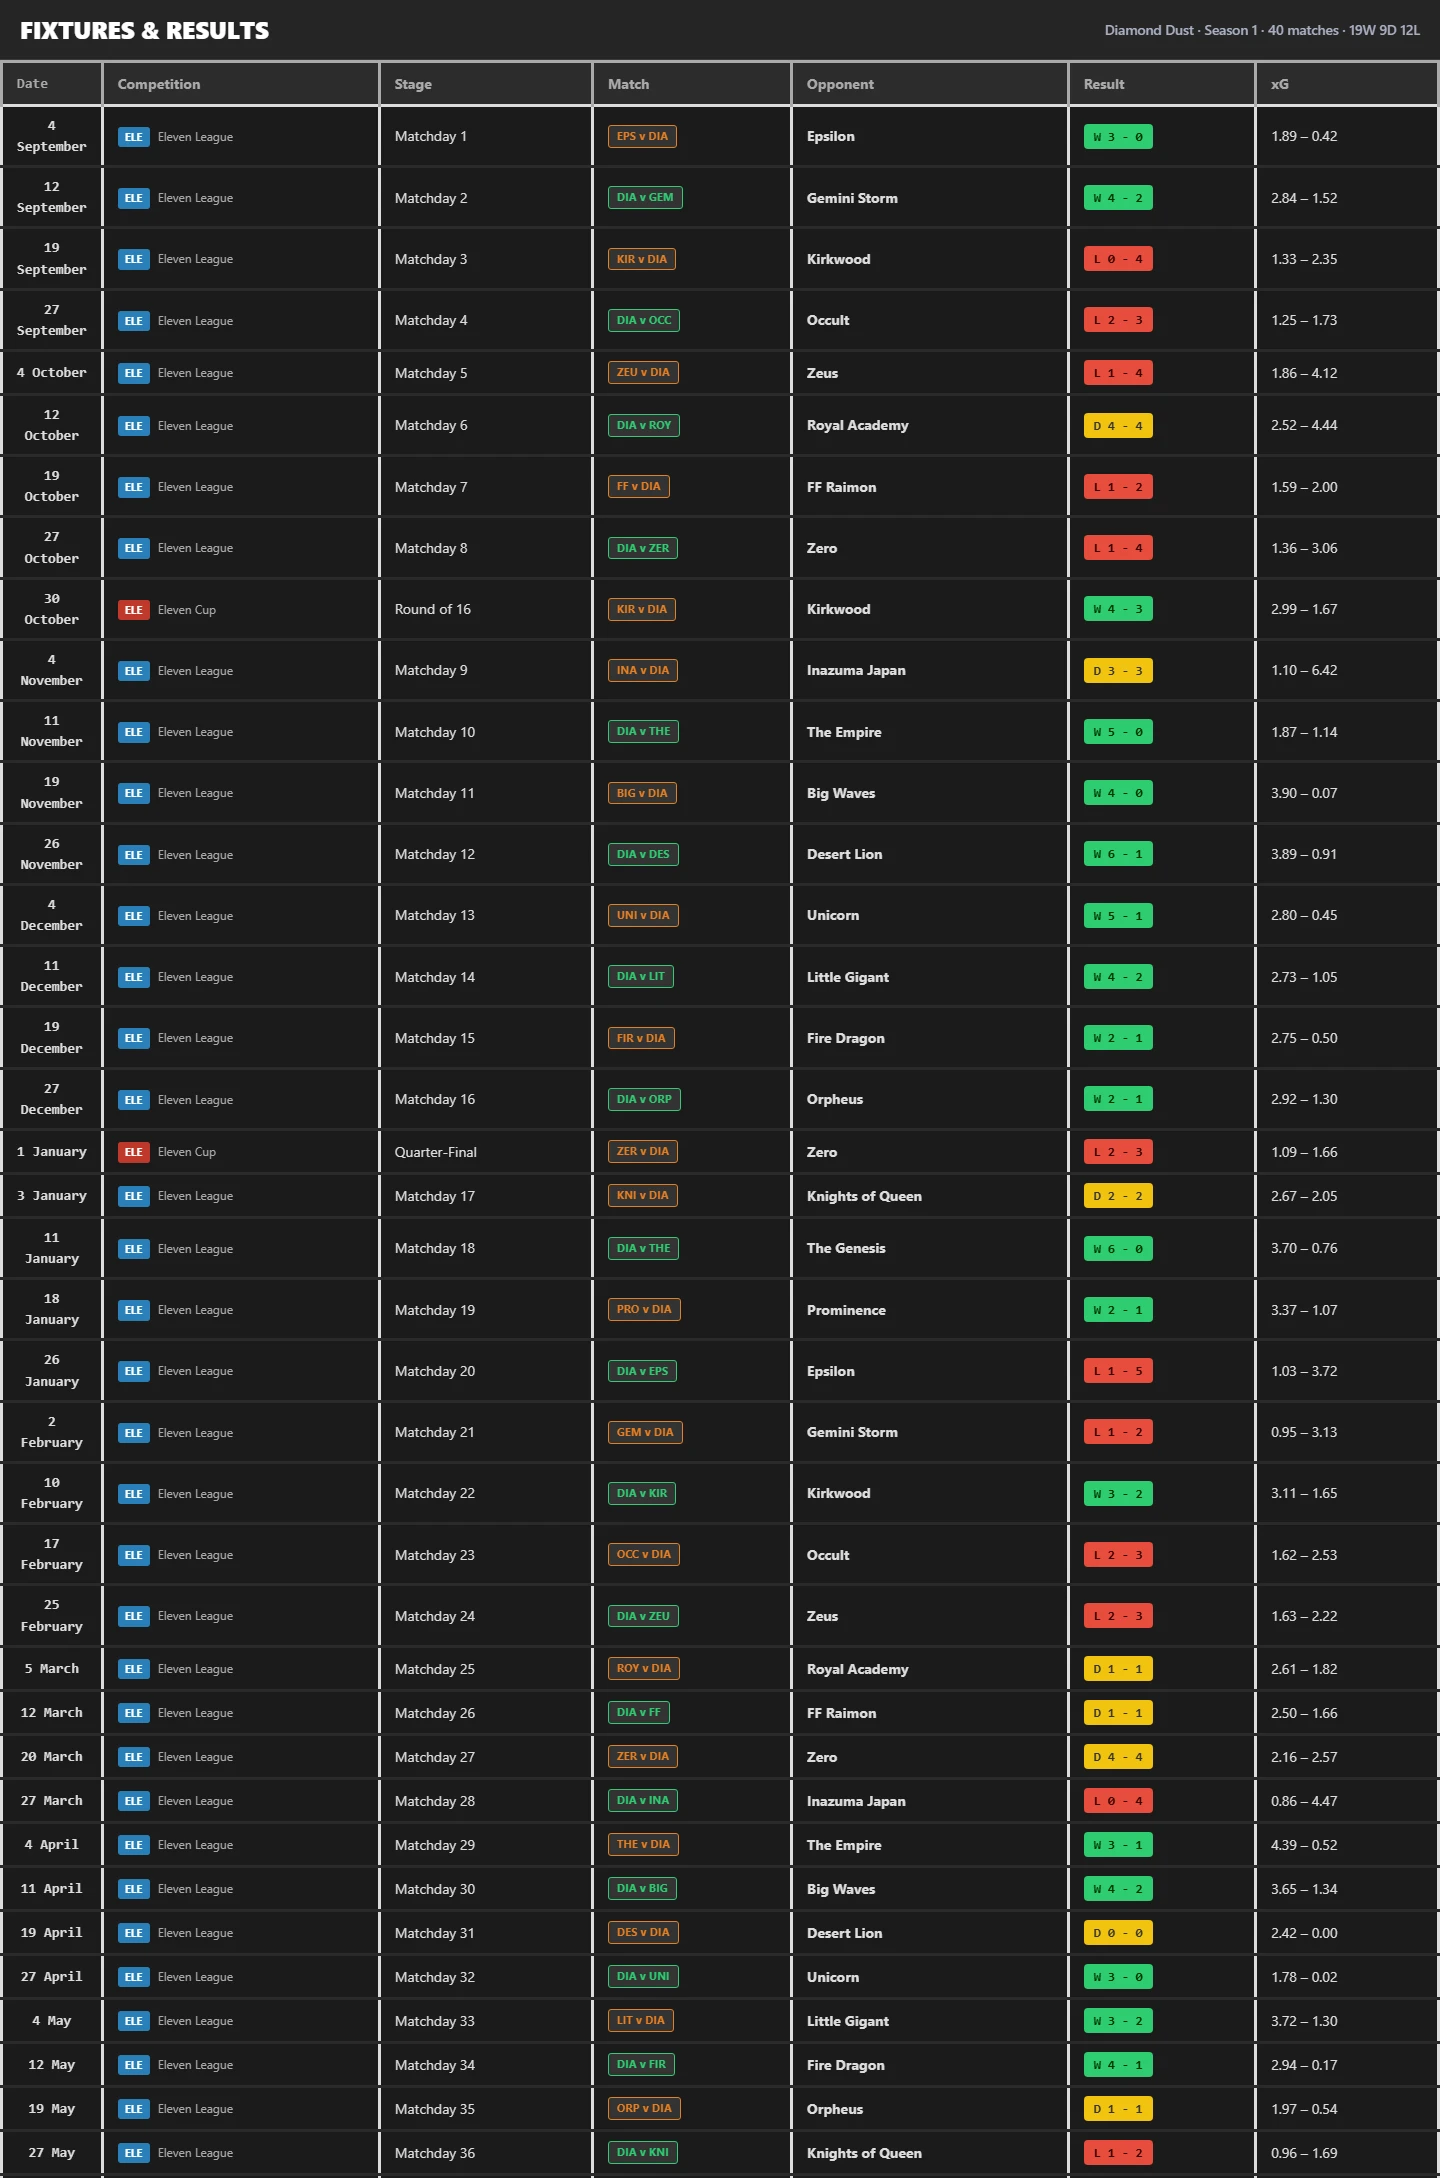 FIXTURES & RESULTS
Diamond Dust · Season 1 · 40 matches · 19W 9D 12L
Date Competition Stage Match Opponent Result xG
4 September ELE Eleven League Matchday 1 EPS v DIA Epsilon W 3 - 0 1.89 – 0.42
12 September ELE Eleven League Matchday 2 DIA v GEM Gemini Storm W 4 - 2 2.84 – 1.52
19 September ELE Eleven League Matchday 3 KIR v DIA Kirkwood L 0 - 4 1.33 – 2.35
27 September ELE Eleven League Matchday 4 DIA v OCC Occult L 2 - 3 1.25 – 1.73
4 October ELE Eleven League Matchday 5 ZEU v DIA Zeus L 1 - 4 1.86 – 4.12
12 October ELE Eleven League Matchday 6 DIA v ROY Royal Academy D 4 - 4 2.52 – 4.44
19 October ELE Eleven League Matchday 7 FF v DIA FF Raimon L 1 - 2 1.59 – 2.00
27 October ELE Eleven League Matchday 8 DIA v ZER Zero L 1 - 4 1.36 – 3.06
30 October ELE Eleven Cup Round of 16 KIR v DIA Kirkwood W 4 - 3 2.99 – 1.67
4 November ELE Eleven League Matchday 9 INA v DIA Inazuma Japan D 3 - 3 1.10 – 6.42
11 November ELE Eleven League Matchday 10 DIA v THE The Empire W 5 - 0 1.87 – 1.14
19 November ELE Eleven League Matchday 11 BIG v DIA Big Waves W 4 - 0 3.90 – 0.07
26 November ELE Eleven League Matchday 12 DIA v DES Desert Lion W 6 - 1 3.89 – 0.91
4 December ELE Eleven League Matchday 13 UNI v DIA Unicorn W 5 - 1 2.80 – 0.45
11 December ELE Eleven League Matchday 14 DIA v LIT Little Gigant W 4 - 2 2.73 – 1.05
19 December ELE Eleven League Matchday 15 FIR v DIA Fire Dragon W 2 - 1 2.75 – 0.50
27 December ELE Eleven League Matchday 16 DIA v ORP Orpheus W 2 - 1 2.92 – 1.30
1 January ELE Eleven Cup Quarter-Final ZER v DIA Zero L 2 - 3 1.09 – 1.66
3 January ELE Eleven League Matchday 17 KNI v DIA Knights of Queen D 2 - 2 2.67 – 2.05
11 January ELE Eleven League Matchday 18 DIA v THE The Genesis W 6 - 0 3.70 – 0.76
18 January ELE Eleven League Matchday 19 PRO v DIA Prominence W 2 - 1 3.37 – 1.07
26 January ELE Eleven League Matchday 20 DIA v EPS Epsilon L 1 - 5 1.03 – 3.72
2 February ELE Eleven League Matchday 21 GEM v DIA Gemini Storm L 1 - 2 0.95 – 3.13
10 February ELE Eleven League Matchday 22 DIA v KIR Kirkwood W 3 - 2 3.11 – 1.65
17 February ELE Eleven League Matchday 23 OCC v DIA Occult L 2 - 3 1.62 – 2.53
25 February ELE Eleven League Matchday 24 DIA v ZEU Zeus L 2 - 3 1.63 – 2.22
5 March ELE Eleven League Matchday 25 ROY v DIA Royal Academy D 1 - 1 2.61 – 1.82
12 March ELE Eleven League Matchday 26 DIA v FF FF Raimon D 1 - 1 2.50 – 1.66
20 March ELE Eleven League Matchday 27 ZER v DIA Zero D 4 - 4 2.16 – 2.57
27 March ELE Eleven League Matchday 28 DIA v INA Inazuma Japan L 0 - 4 0.86 – 4.47
4 April ELE Eleven League Matchday 29 THE v DIA The Empire W 3 - 1 4.39 – 0.52
11 April ELE Eleven League Matchday 30 DIA v BIG Big Waves W 4 - 2 3.65 – 1.34
19 April ELE Eleven League Matchday 31 DES v DIA Desert Lion D 0 - 0 2.42 – 0.00
27 April ELE Eleven League Matchday 32 DIA v UNI Unicorn W 3 - 0 1.78 – 0.02
4 May ELE Eleven League Matchday 33 LIT v DIA Little Gigant W 3 - 2 3.72 – 1.30
12 May ELE Eleven League Matchday 34 DIA v FIR Fire Dragon W 4 - 1 2.94 – 0.17
19 May ELE Eleven League Matchday 35 ORP v DIA Orpheus D 1 - 1 1.97 – 0.54
27 May ELE Eleven League Matchday 36 DIA v KNI Knights of Queen L 1 - 2 0.96 – 1.69